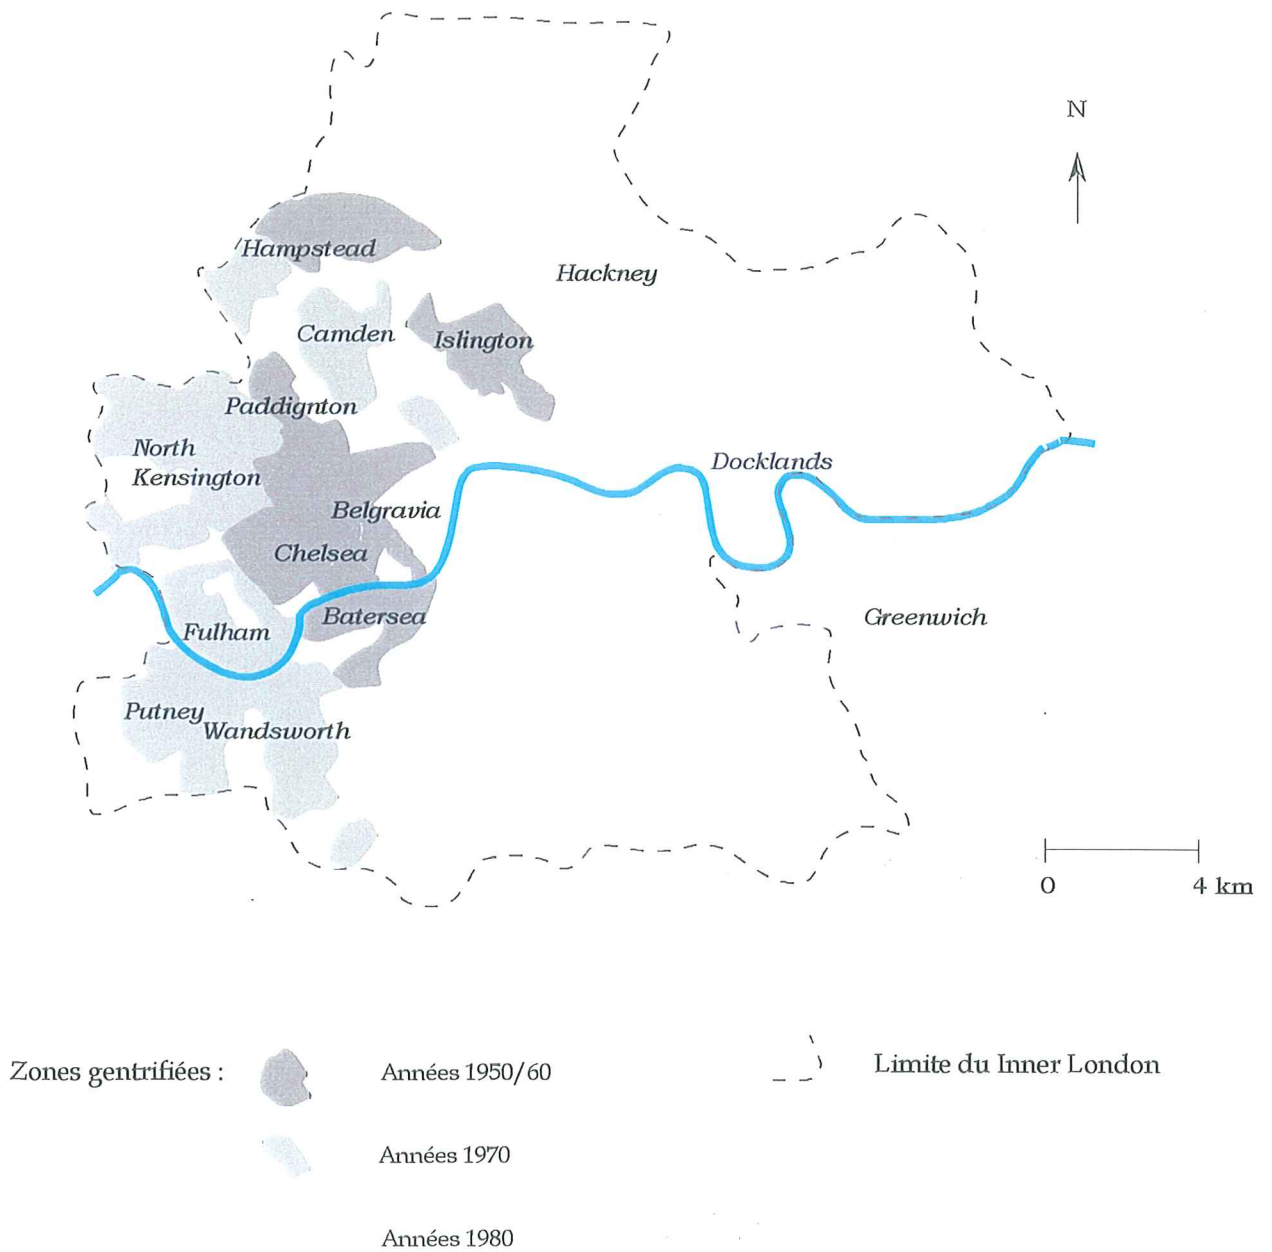 N
Hampstead
Hackney
Camden
Islington
Paddignton
North
Kensington
Docklands
Belgravia
Chelsea
Batersea
Greenwich
Fulham
Putney
Wandsworth
0 4 km
Zones gentrifiées :
Années 1950/60
Limite du Inner London
Années 1970
Années 1980